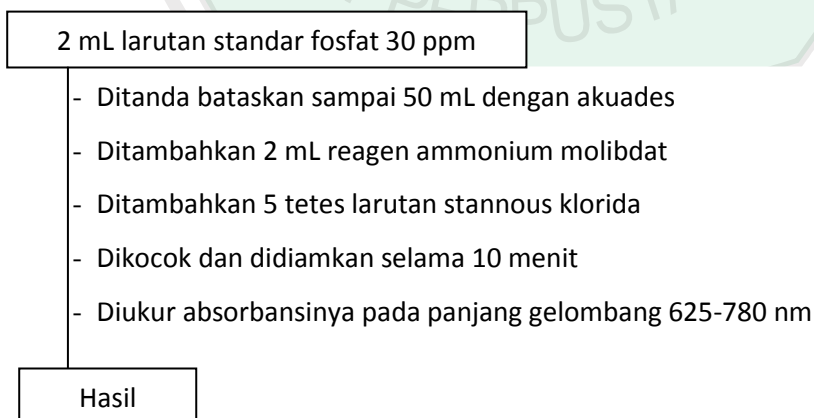 2 mL larutan standar fosfat 30 ppm
- Ditanda bataskan sampai 50 mL dengan akuades
- Ditambahkan 2 mL reagen ammonium molibdat
- Ditambahkan 5 tetes larutan stannous klorida
- Dikocok dan didiamkan selama 10 menit
- Diukur absorbansinya pada panjang gelombang 625-780 nm
Hasil